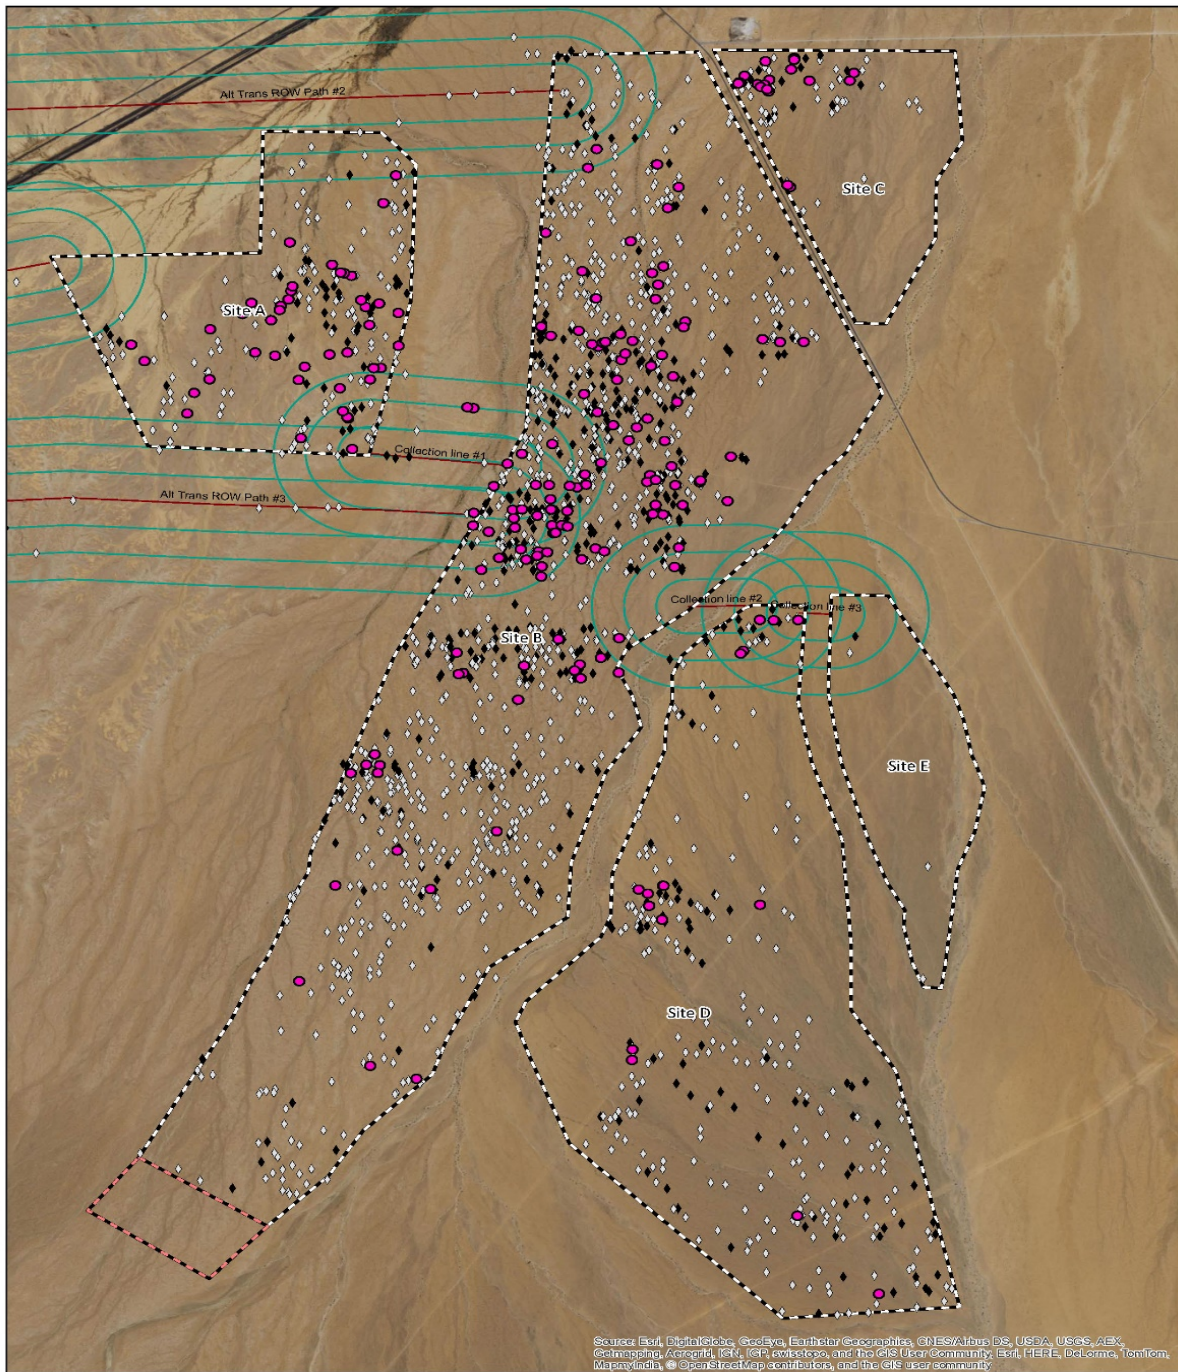 Alt Trans ROW Path #2
Site C
Site A
Collection line #1
Alt Trans ROW Path #3
Collection line #2
Collection line #3
Site B
Site E
Site D
Source: Esri, DigitalGlobe, GeoEye, Earthstar Geographics, CNES/Airbus DS, USDA, USGS, AEX,
Getmapping, Aerogrid, IGN, IGP, swisstopo, and the GIS User Community, Esri, HERE, DeLorme, TomTom,
MapmyIndia, © OpenStreetMap contributors, and the GIS user community